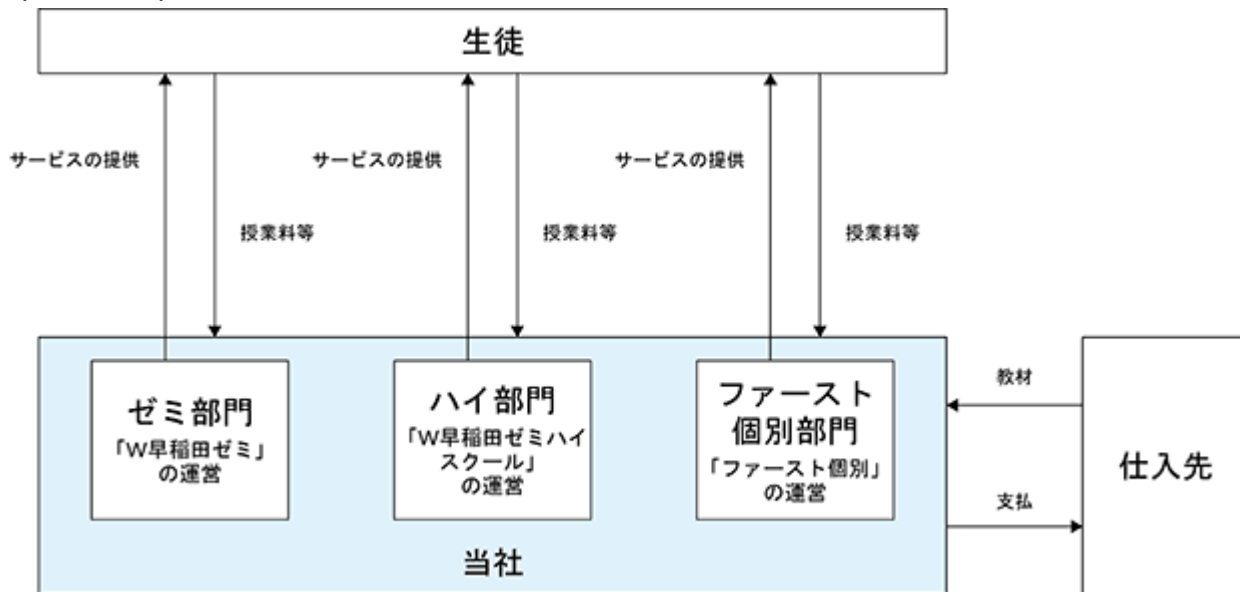 生徒
サービスの提供
サービスの提供
サービスの提供
授業料等
授業料等
授業料等
ゼミ部門
「W早稲田ゼミ」
の運営
ハイ部門
「W早稲田ゼミハイ
スクール」
の運営
ファースト
個別部門
「ファースト個別」
の運営
当社
教材
支払
仕入先